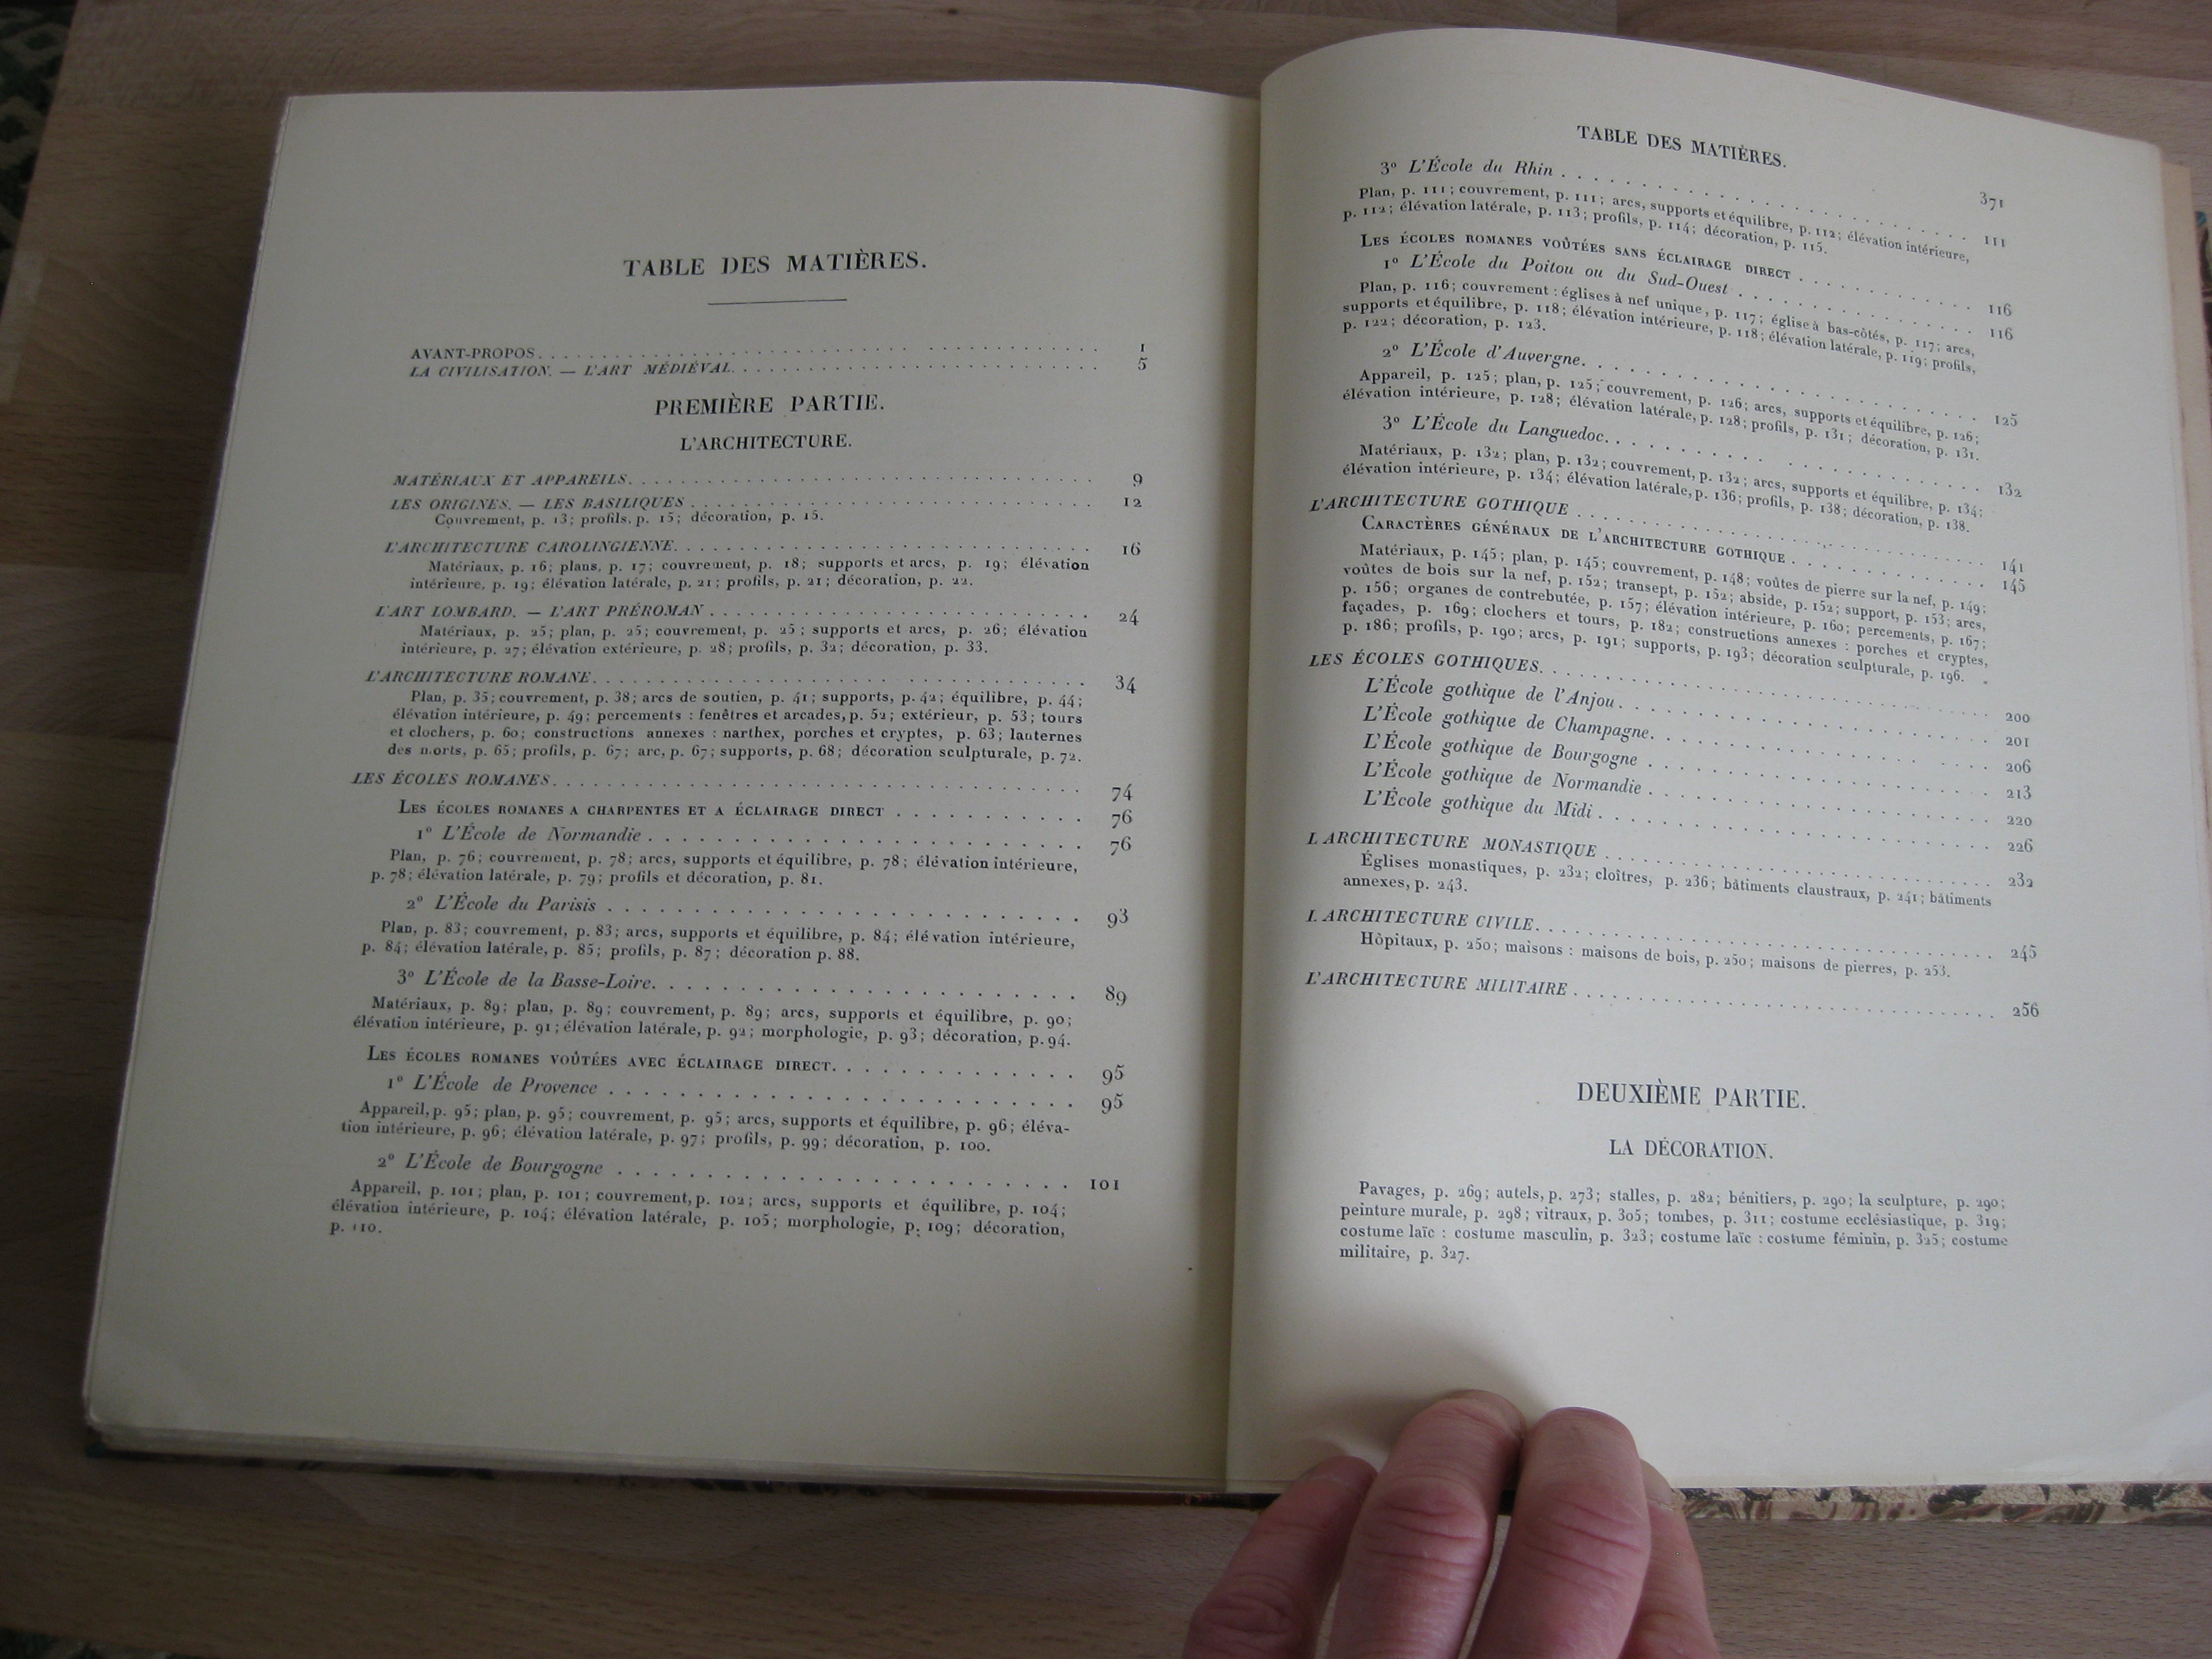 TABLE DES MATIÈRES.
AVANT-PROPOS. 1
LA CIVILISATION. — L'ART MÉDIÉVAL. 5
PREMIÈRE PARTIE.
L'ARCHITECTURE.
MATÉRIAUX ET APPAREILS. 9
LES ORIGINES. — LES BASILIQUES 12
Couvrement, p. 13; profils, p. 15; décoration, p. 15.
L'ARCHITECTURE CAROLINGIENNE. 16
Matériaux, p. 16; plans, p. 17; couvrement, p. 18; supports et arcs, p. 19; élévation
intérieure, p. 19; élévation latérale, p. 21; profils, p. 21; décoration, p. 22.
L'ART LOMBARD. — L'ART PRÉROMAN 24
Matériaux, p. 25; plan, p. 25; couvrement, p. 25; supports et arcs, p. 26; élévation
intérieure, p. 27; élévation extérieure, p. 28; profils, p. 32; décoration, p. 33.
L'ARCHITECTURE ROMANE. 34
Plan, p. 35; couvrement, p. 38; arcs de soutien, p. 41; supports, p. 42; équilibre, p. 44;
élévation intérieure, p. 49; percements : fenêtres et arcades, p. 52; extérieur, p. 53; tours
et clochers, p. 60; constructions annexes : narthex, porches et cryptes, p. 63; lanternes
des morts, p. 65; profils, p. 67; arc, p. 67; supports, p. 68; décoration sculpturale, p. 72.
LES ÉCOLES ROMANES. 74
LES ÉCOLES ROMANES A CHARPENTES ET A ÉCLAIRAGE DIRECT 76
1° L'École de Normandie 76
Plan, p. 76; couvrement, p. 78; arcs, supports et équilibre, p. 78; élévation intérieure,
p. 78; élévation latérale, p. 79; profils et décoration, p. 81.
2° L'École du Parisis 93
Plan, p. 83; couvrement, p. 83; arcs, supports et équilibre, p. 84; élévation intérieure,
p. 84; élévation latérale, p. 85; profils, p. 87; décoration p. 88.
3° L'École de la Basse-Loire. 89
Matériaux, p. 89; plan, p. 89; couvrement, p. 89; arcs, supports et équilibre, p. 90;
élévation intérieure, p. 91; élévation latérale, p. 92; morphologie, p. 93; décoration, p. 94.
LES ÉCOLES ROMANES VOÛTÉES AVEC ÉCLAIRAGE DIRECT. 95
1° L'École de Provence 95
Appareil, p. 95; plan, p. 95; couvrement, p. 95; arcs, supports et équilibre, p. 96; éléva-
tion intérieure, p. 96; élévation latérale, p. 97; profils, p. 99; décoration, p. 100.
2° L'École de Bourgogne 101
Appareil, p. 101; plan, p. 101; couvrement, p. 102; arcs, supports et équilibre, p. 104;
élévation intérieure, p. 104; élévation latérale, p. 105; morphologie, p. 109; décoration,
p. 110.
TABLE DES MATIÈRES. 371
3° L'École du Rhin 111
Plan, p. 111; couvrement, p. 111; arcs, supports et équilibre, p. 112; élévation intérieure,
p. 112; élévation latérale, p. 113; profils, p. 114; décoration, p. 115.
LES ÉCOLES ROMANES VOÛTÉES SANS ÉCLAIRAGE DIRECT 116
1° L'École du Poitou ou du Sud-Ouest 116
Plan, p. 116; couvrement : églises à nef unique, p. 117; église à bas-côtés, p. 117; arcs,
supports et équilibre, p. 118; élévation intérieure, p. 118; élévation latérale, p. 119; profils,
p. 122; décoration, p. 123.
2° L'École d'Auvergne. 125
Appareil, p. 125; plan, p. 125; couvrement, p. 126; arcs, supports et équilibre, p. 126;
élévation intérieure, p. 128; élévation latérale, p. 128; profils, p. 131; décoration, p. 131.
3° L'École du Languedoc. 132
Matériaux, p. 132; plan, p. 132; couvrement, p. 132; arcs, supports et équilibre, p. 134;
élévation intérieure, p. 134; élévation latérale, p. 136; profils, p. 138; décoration, p. 138.
L'ARCHITECTURE GOTHIQUE 141
CARACTÈRES GÉNÉRAUX DE L'ARCHITECTURE GOTHIQUE 145
Matériaux, p. 145; plan, p. 145; couvrement, p. 148; voûtes de pierre sur la nef, p. 149;
voûtes de bois sur la nef, p. 152; transept, p. 152; abside, p. 152; support, p. 153; arcs,
p. 156; organes de contrebutée, p. 157; élévation intérieure, p. 160; percements, p. 167;
façades, p. 169; clochers et tours, p. 182; constructions annexes : porches et cryptes,
p. 186; profils, p. 190; arcs, p. 191; supports, p. 193; décoration sculpturale, p. 196.
LES ÉCOLES GOTHIQUES. 200
L'École gothique de l'Anjou. 201
L'École gothique de Champagne. 206
L'École gothique de Bourgogne 213
L'École gothique de Normandie 220
L'École gothique du Midi 226
L ARCHITECTURE MONASTIQUE 232
Églises monastiques, p. 232; cloîtres, p. 236; bâtiments claustraux, p. 241; bâtiments
annexes, p. 243.
L ARCHITECTURE CIVILE. 245
Hôpitaux, p. 250; maisons : maisons de bois, p. 250; maisons de pierres, p. 253.
L'ARCHITECTURE MILITAIRE 256
DEUXIÈME PARTIE.
LA DÉCORATION.
Pavages, p. 269; autels, p. 273; stalles, p. 282; bénitiers, p. 290; la sculpture, p. 290;
peinture murale, p. 298; vitraux, p. 305; tombes, p. 311; costume ecclésiastique, p. 319;
costume laïc : costume masculin, p. 323; costume laïc : costume féminin, p. 325; costume
militaire, p. 327.